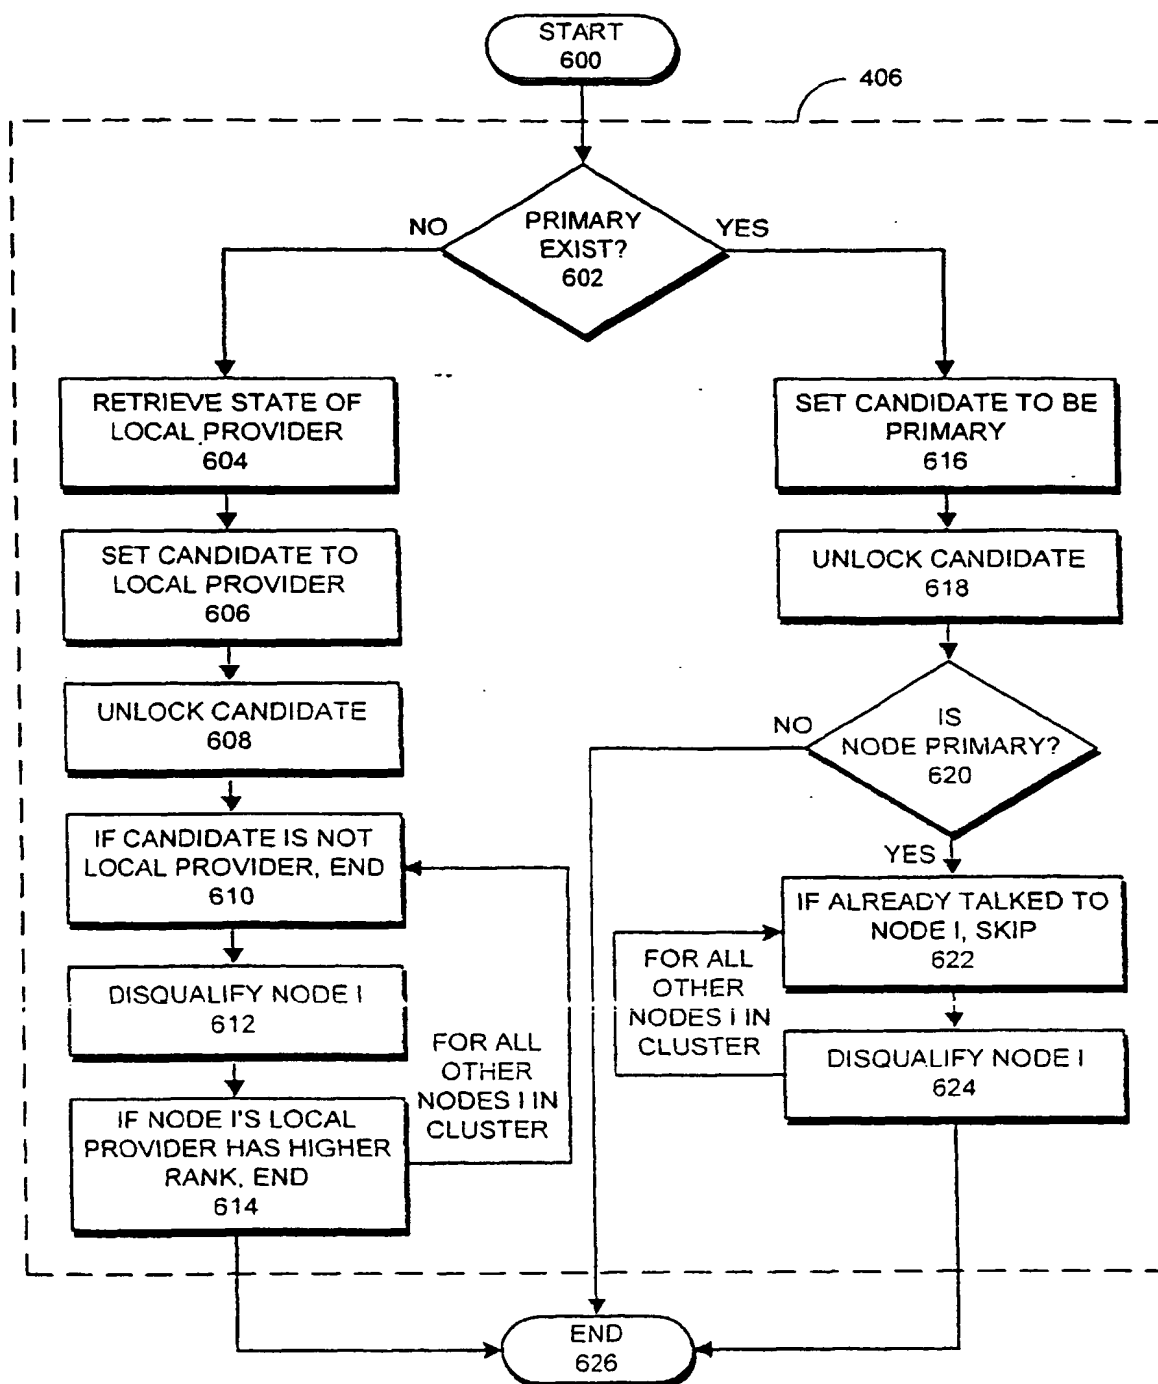 START
600
406
NO
PRIMARY
EXIST?
602
YES
RETRIEVE STATE OF
LOCAL PROVIDER
604
SET CANDIDATE TO
LOCAL PROVIDER
606
UNLOCK CANDIDATE
608
IF CANDIDATE IS NOT
LOCAL PROVIDER, END
610
DISQUALIFY NODE I
612
IF NODE I'S LOCAL
PROVIDER HAS HIGHER
RANK, END
614
FOR ALL
OTHER
NODES I IN
CLUSTER
SET CANDIDATE TO BE
PRIMARY
616
UNLOCK CANDIDATE
618
NO
IS
NODE PRIMARY?
620
YES
IF ALREADY TALKED TO
NODE I, SKIP
622
FOR ALL
OTHER
NODES I IN
CLUSTER
DISQUALIFY NODE I
624
END
626